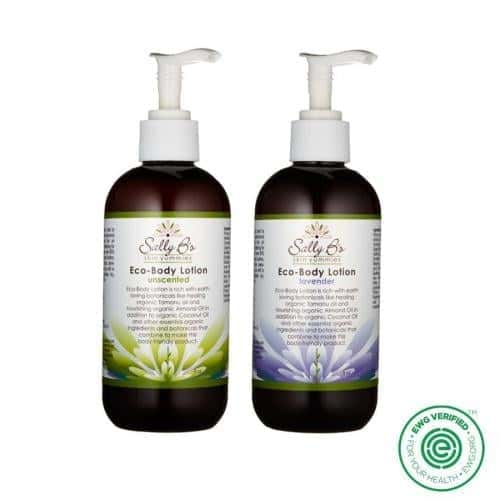 Sally B's
skin yummies
Eco-Body Lotion
unscented
Eco-Body Lotion is rich with earth
loving botanicals like healing
organic Tamanu oil and
nourishing organic Almond Oil in
addition to organic Coconut Oil
and other essential organic
ingredients and botanicals that
combine to make this
body friendly product.
Sally B's
skin yummies
Eco-Body Lotion
lavender
Eco-Body Lotion is rich with earth
loving botanicals like healing
organic Tamanu oil and
nourishing organic Almond Oil in
addition to organic Coconut Oil
and other essential organic
ingredients and botanicals that
combine to make this
body friendly product.
EWG VERIFIED
TM
FOR YOUR HEALTH • EWG.ORG